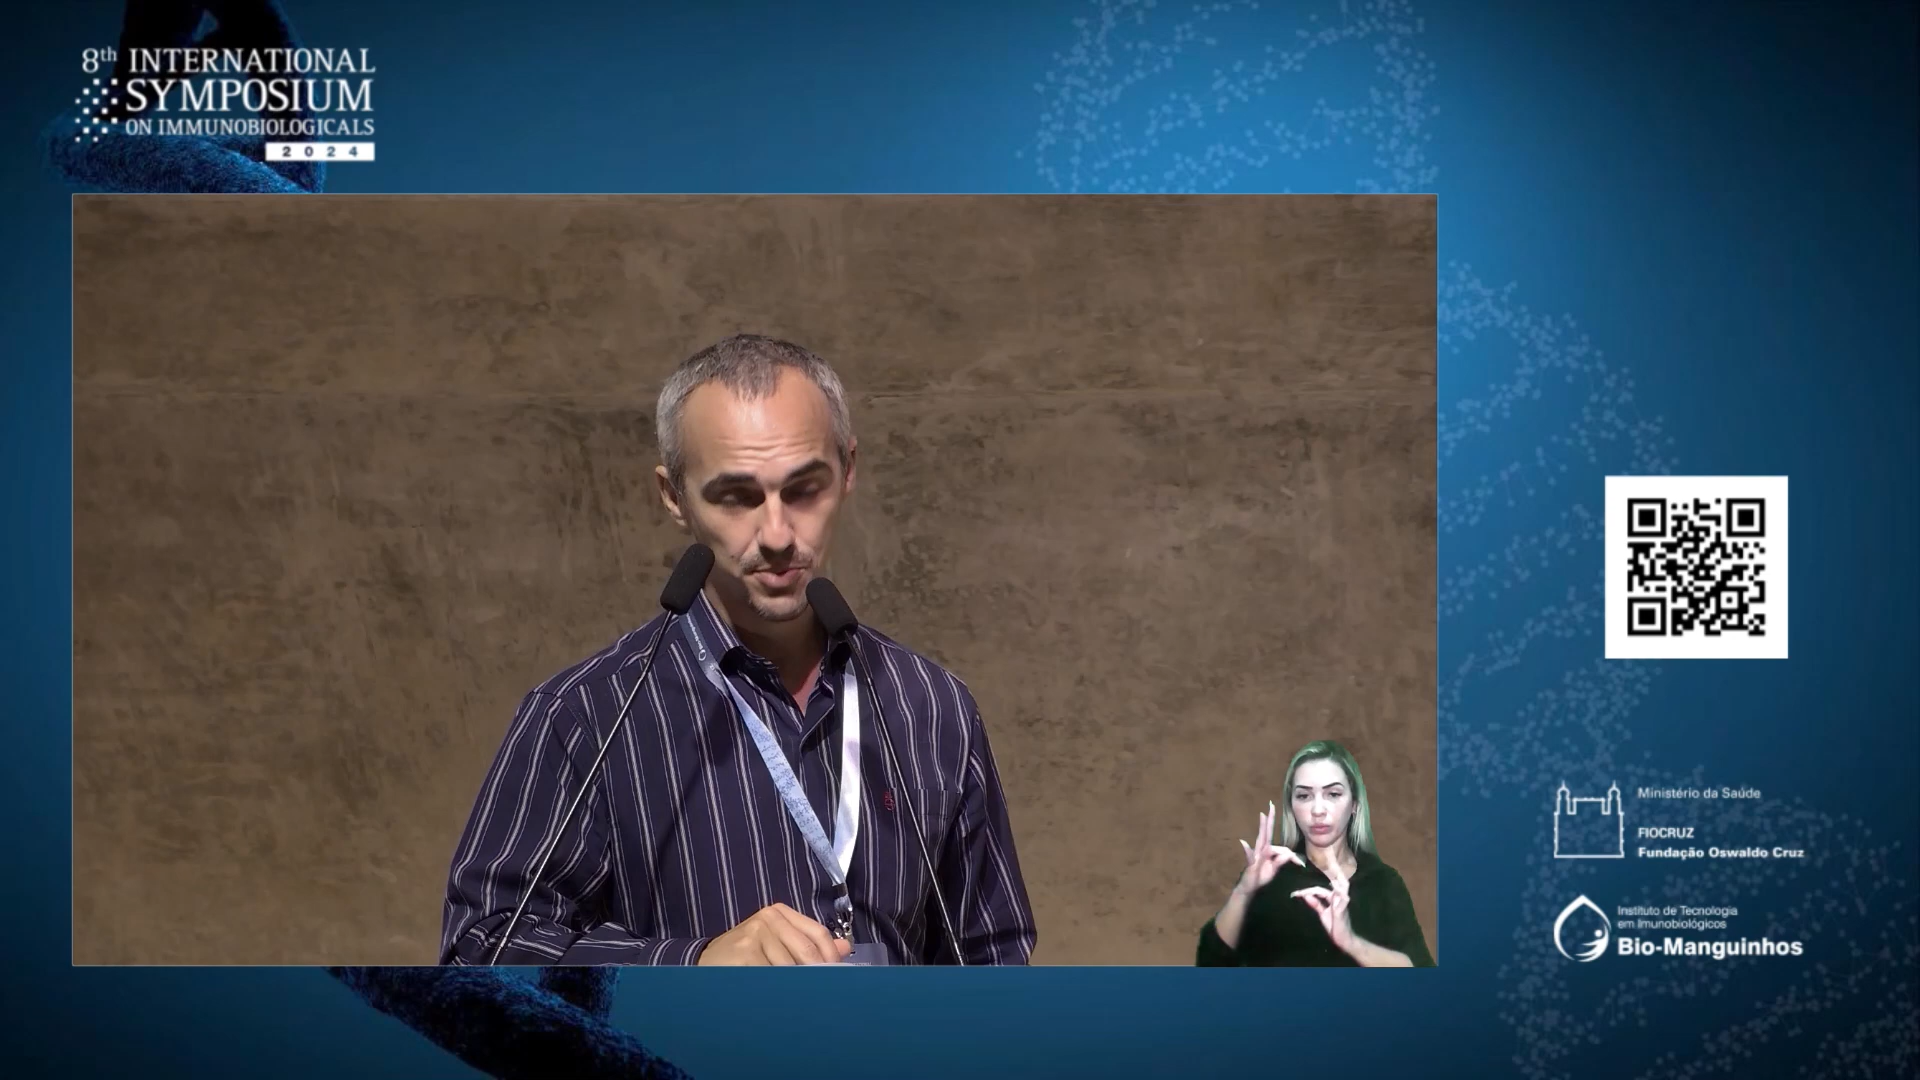 8th INTERNATIONAL
SYMPOSIUM
ON IMMUNOBIOLOGICALS
2024
Ministério da Saúde
FIOCRUZ
Fundação Oswaldo Cruz
Instituto de Tecnologia
em Imunobiológicos
Bio-Manguinhos